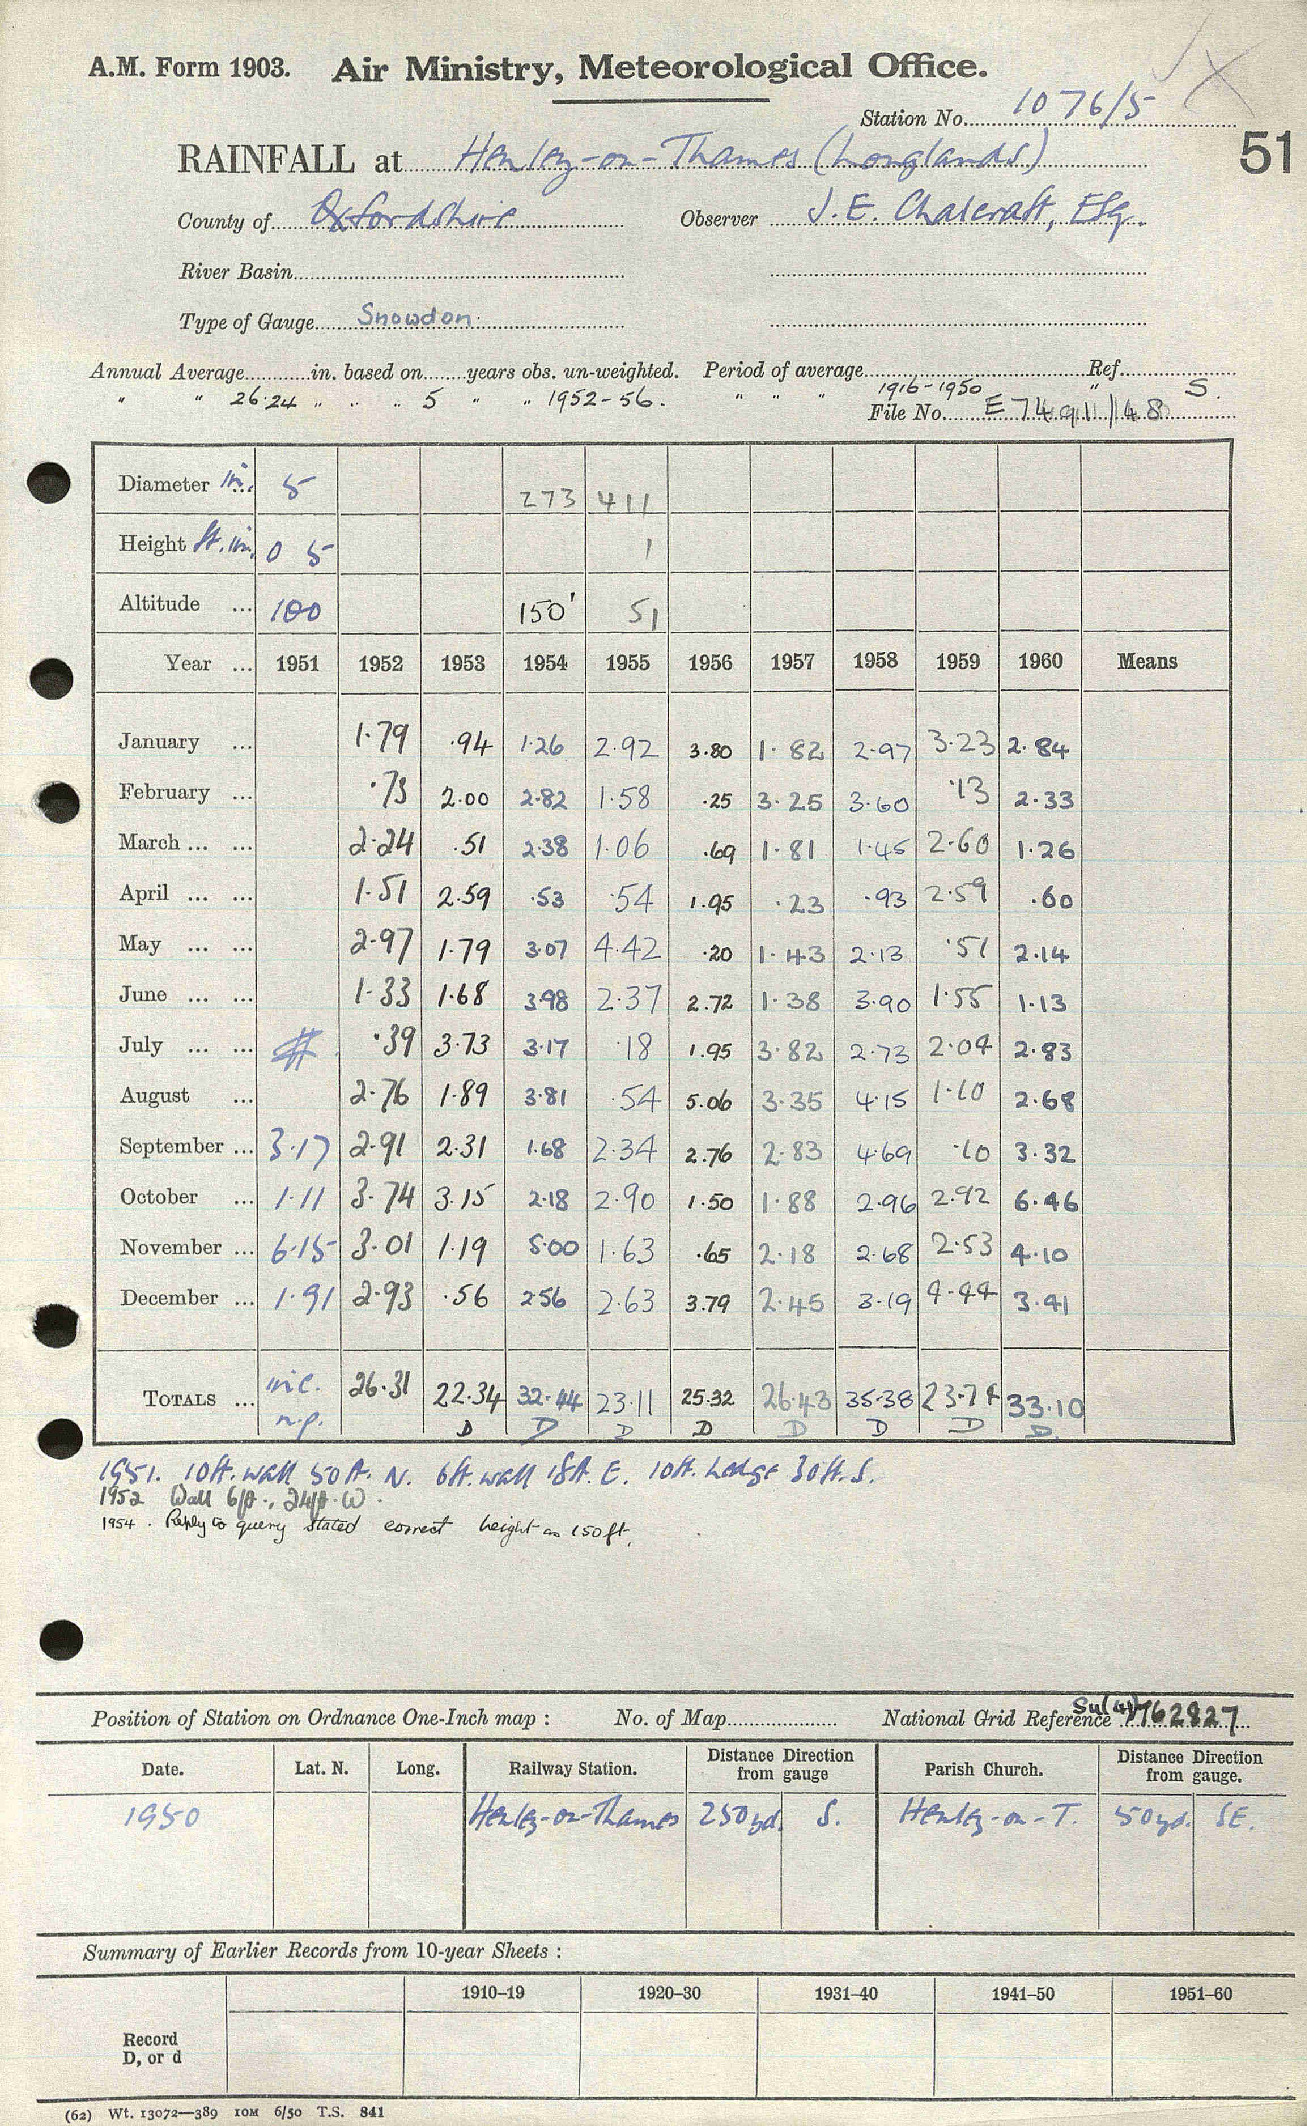 A.M. Form 1903. Air Ministry, Meteorological Office.
Station No. 1076/5
51
RAINFALL at Henley-on-Thames (Longlands)
County of Oxfordshire Observer J.E. Chalcraft, Esq.
River Basin
Type of Gauge Snowdon
Annual Average in. based on years obs. un-weighted. Period of average Ref.
" " 26.24 " " " 5 " " 1952-56. " " " 1916-1950 " S.
File No. E 7491/48
Diameter in. 5 273 411
Height ft. in. 0 5 1
Altitude ... 100 150' 51
Year ... 1951 1952 1953 1954 1955 1956 1957 1958 1959 1960 Means
January ... 1.79 .94 1.26 2.92 3.80 1.82 2.97 3.23 2.84
February ... .73 2.00 2.82 1.58 .25 3.25 3.60 .13 2.33
March ... ... 2.24 .51 2.38 1.06 .69 1.81 1.45 2.60 1.26
April ... ... 1.51 2.59 .53 .54 1.95 .23 .93 2.59 .60
May ... ... 2.97 1.79 3.07 4.42 .20 1.43 2.13 .51 2.14
June ... ... 1.33 1.68 3.98 2.37 2.72 1.38 3.90 1.55 1.13
July ... ... # .39 3.73 3.17 .18 1.95 3.82 2.73 2.04 2.83
August ... 2.76 1.89 3.81 .54 5.06 3.35 4.15 1.10 2.68
September ... 3.17 2.91 2.31 1.68 2.34 2.76 2.83 4.69 .10 3.32
October ... 1.11 3.74 3.15 2.18 2.90 1.50 1.88 2.96 2.92 6.46
November ... 6.15 3.01 1.19 5.00 1.63 .65 2.18 2.68 2.53 4.10
December ... 1.91 2.93 .56 2.56 2.63 3.79 2.45 3.19 4.44 3.41
TOTALS ... inc. 26.31 22.34 32.44 23.11 25.32 26.43 35.38 23.74 33.10
n.p. D D D D D D D D
1951. 10ft. wall 50ft. N. 6ft. wall 18ft. E. 10ft. hedge 30ft. S.
1952 Wall 6ft., 24ft. W.
1954. Reply to query stated correct height as 150ft.
Position of Station on Ordnance One-Inch map : No. of Map National Grid Reference Su(41) 762827
Date. Lat. N. Long. Railway Station. Distance Direction from gauge Parish Church. Distance Direction from gauge.
1950 Henley-on-Thames 250yd. S. Henley-on-T. 50yd. SE.
Summary of Earlier Records from 10-year Sheets :
1910–19 1920–30 1931–40 1941–50 1951–60
Record
D, or d
(62) Wt. 13072—389 IOM 6/50 T.S. 841